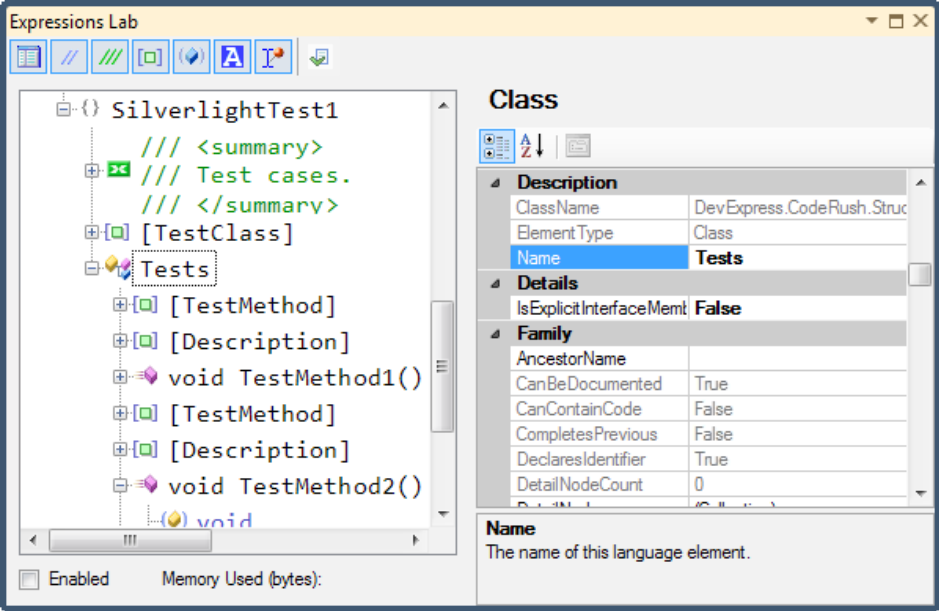 Expressions Lab
SilverlightTest1
/// <summary>
/// Test cases.
/// </summary>
[TestClass]
Tests
[TestMethod]
[Description]
void TestMethod1()
[TestMethod]
[Description]
void TestMethod2()
void
Enabled Memory Used (bytes):
Class
Description
ClassName DevExpress.CodeRush.Struc
ElementType Class
Name Tests
Details
IsExplicitInterfaceMemb False
Family
AncestorName
CanBeDocumented True
CanContainCode False
CompletesPrevious False
DeclaresIdentifier True
DetailNodeCount 0
Name
The name of this language element.